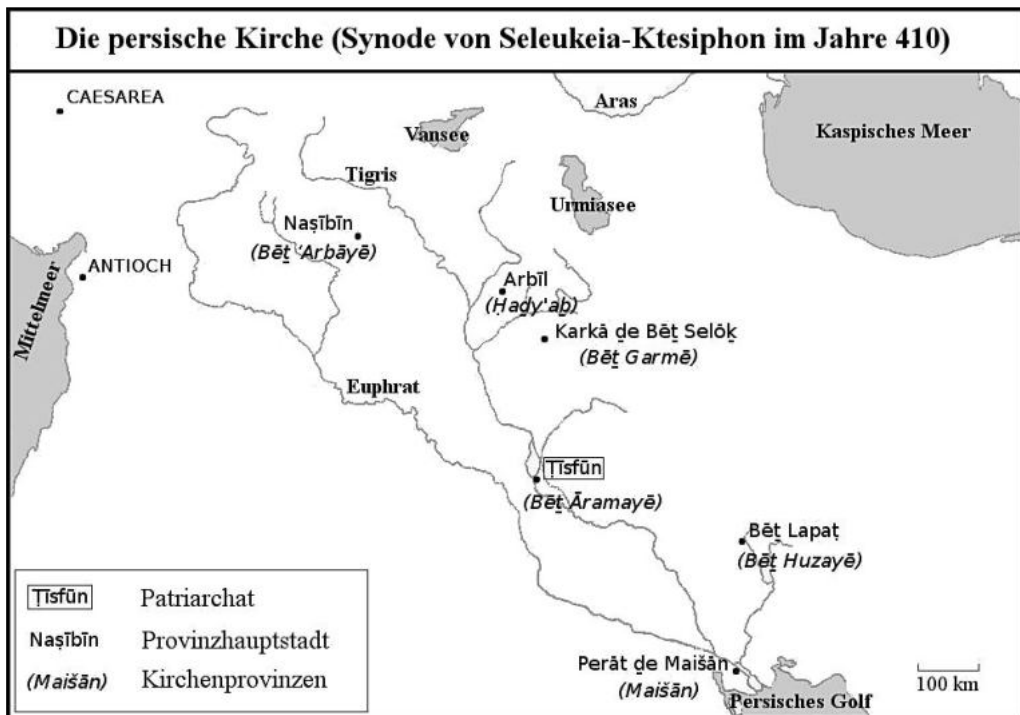 Die persische Kirche (Synode von Seleukeia-Ktesiphon im Jahre 410)
CAESAREA
Aras
Vansee
Kaspisches Meer
Tigris
Urmiasee
Naṣībīn
(Bēṯ ʿArbāyē)
ANTIOCH
Mittelmeer
Arbīl
(Ḥaḏy'aḇ)
Karkā ḏe Bēṯ Selōḵ
(Bēṯ Garmē)
Euphrat
Ṭīsfūn
(Bēṯ Āramayē)
Bēṯ Lapaṭ
(Bēṯ Huzayē)
Perāt ḏe Maišān
(Maišān)
Persisches Golf
100 km
Ṭīsfūn Patriarchat
Naṣībīn Provinzhauptstadt
(Maišān) Kirchenprovinzen